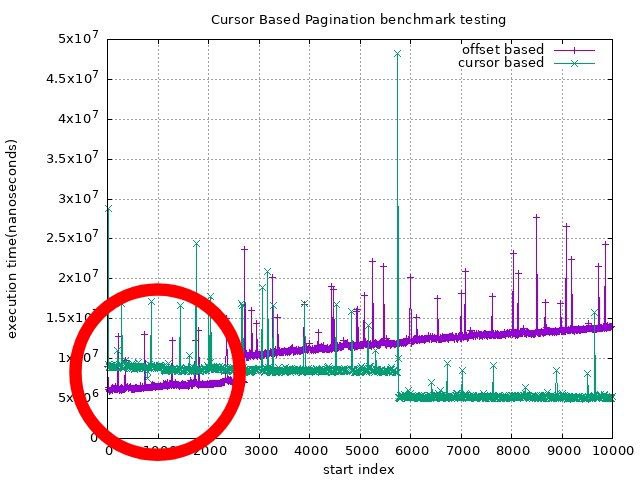 Cursor Based Pagination benchmark testing
5x10^7
offset based
cursor based
4.5x10^7
4x10^7
3.5x10^7
3x10^7
2.5x10^7
2x10^7
1.5x10^7
1x10^7
5x10^6
0
execution time(nanoseconds)
0 1000 2000 3000 4000 5000 6000 7000 8000 9000 10000
start index